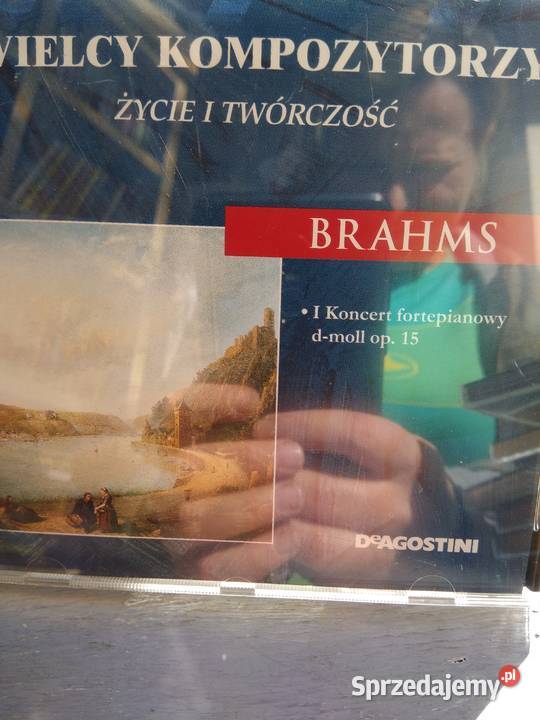 WIELCY KOMPOZYTORZY
ŻYCIE I TWÓRCZOŚĆ
BRAHMS
• I Koncert fortepianowy
d-moll op. 15
DeAGOSTINI
Sprzedajemy.pl